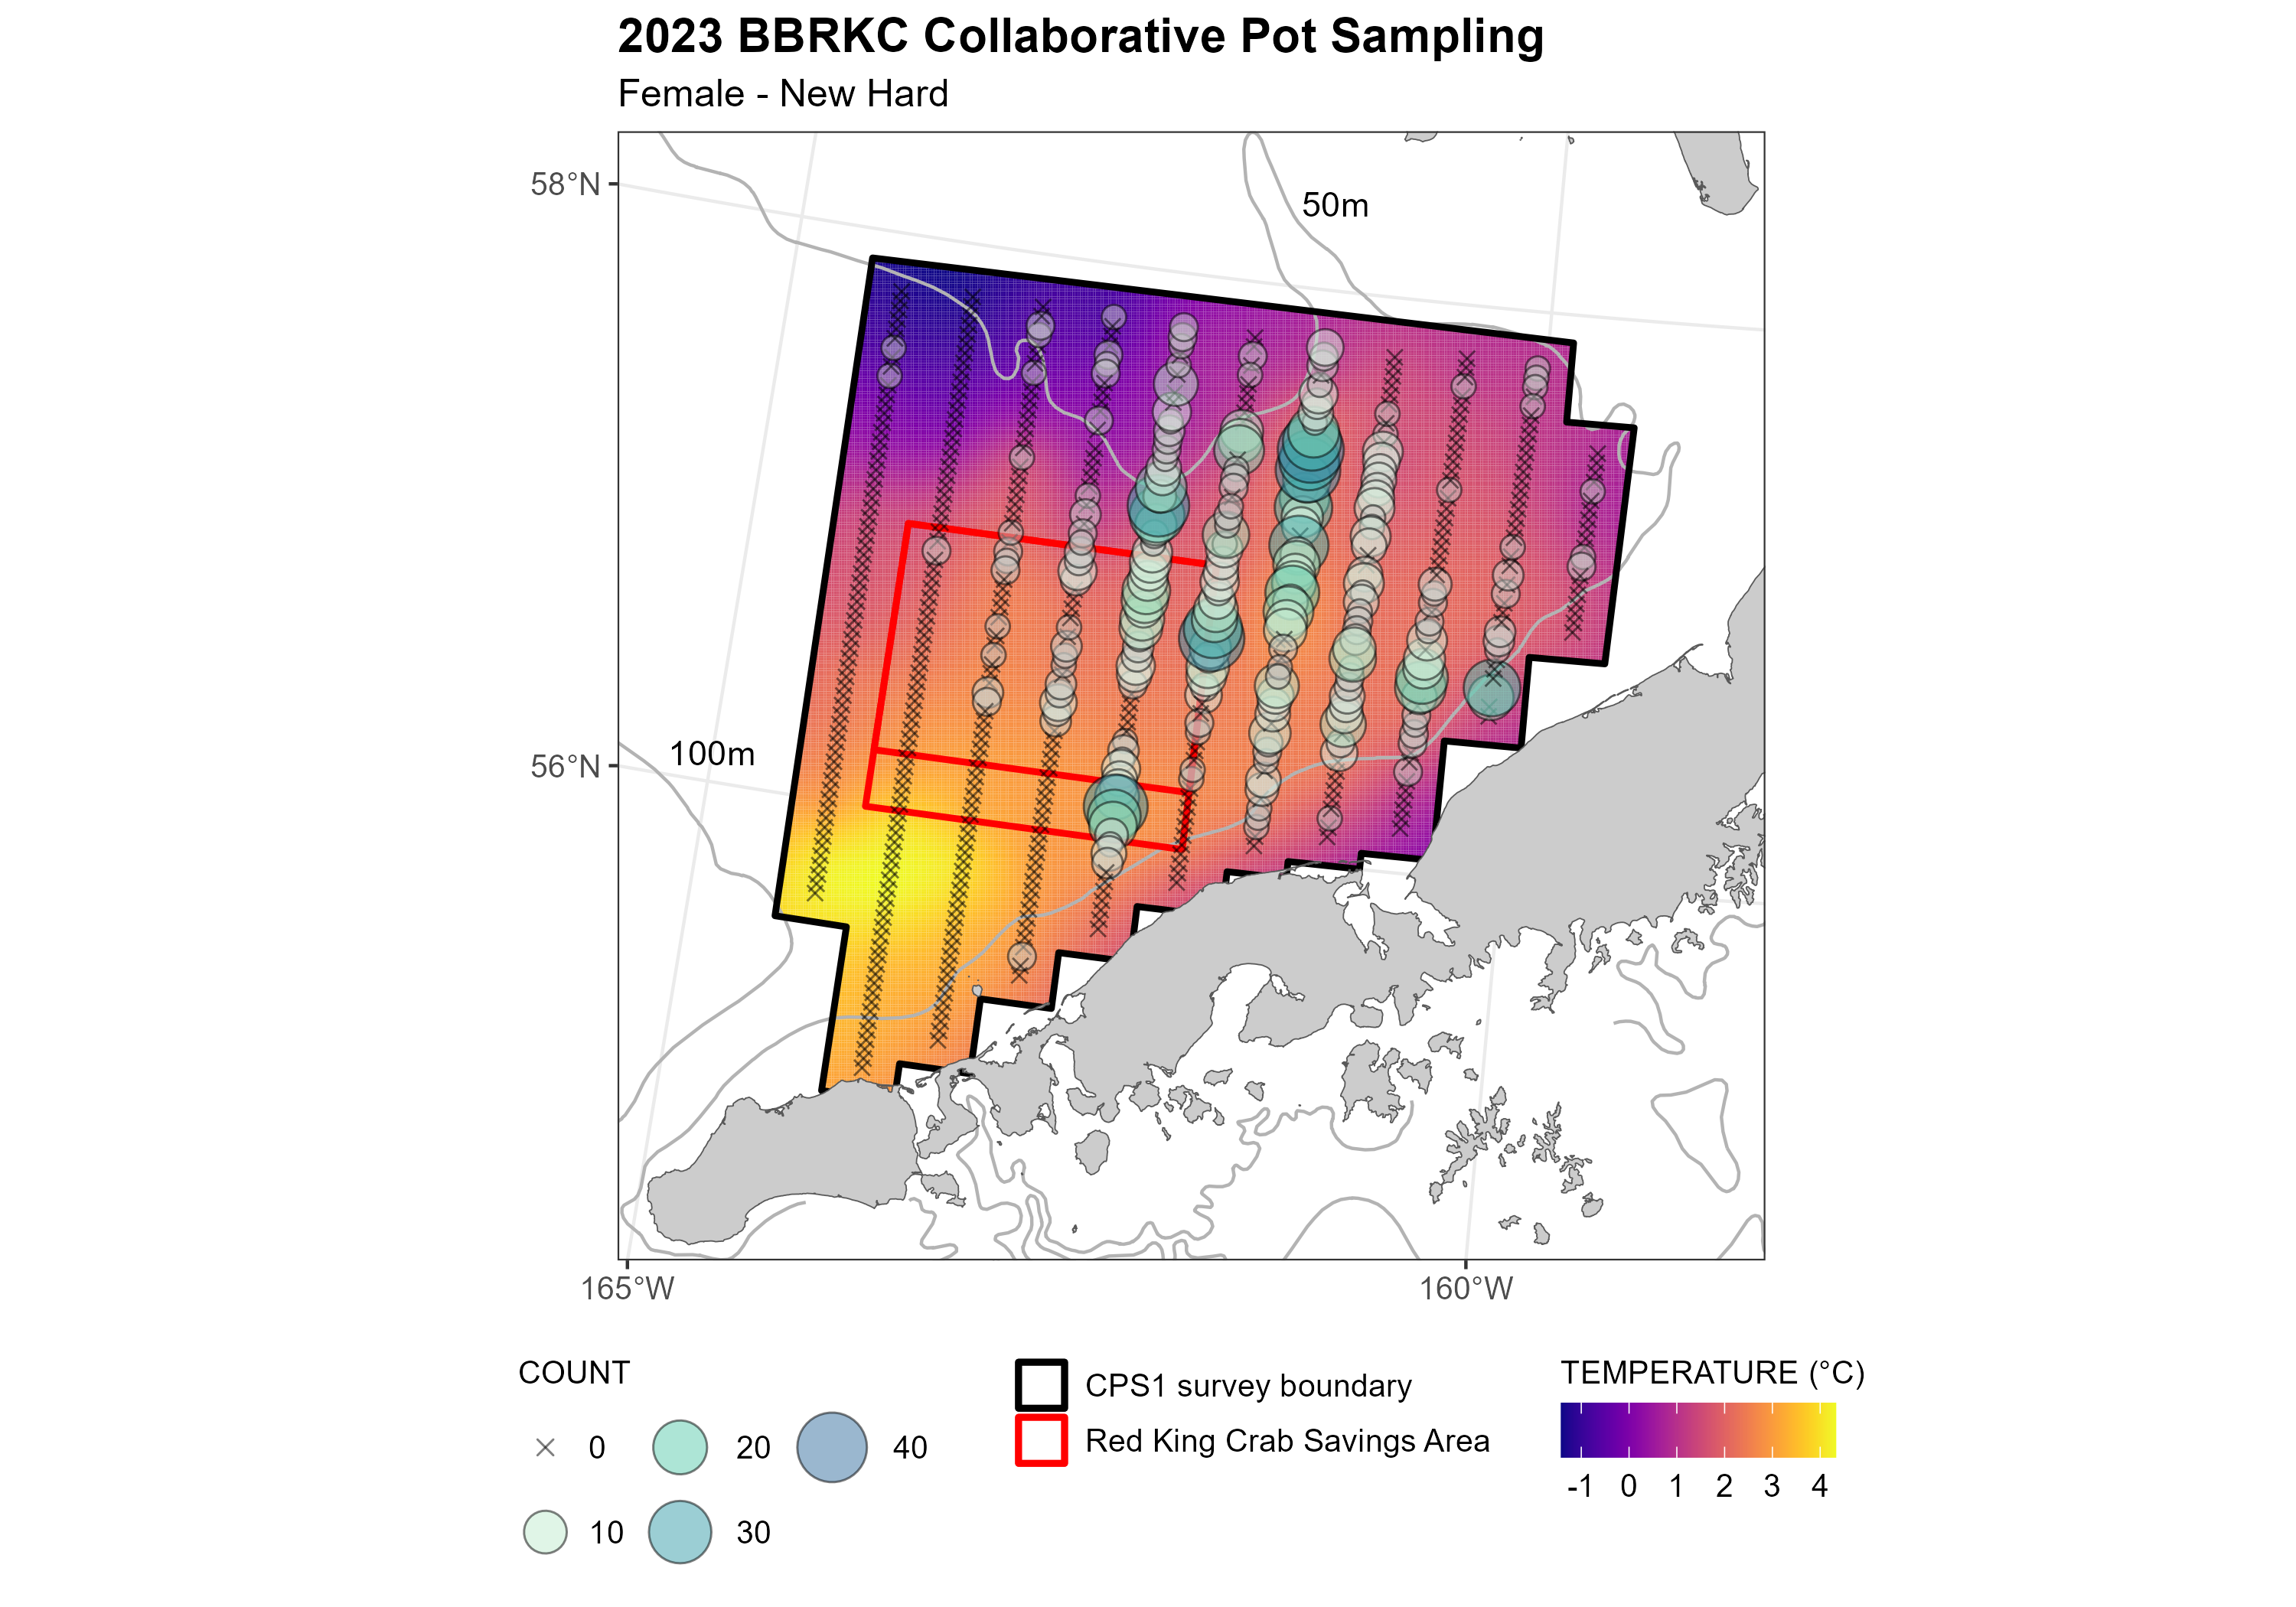 2023 BBRKC Collaborative Pot Sampling
Female - New Hard
58°N
50m
56°N
100m
165°W
160°W
COUNT
0
20
40
10
30
CPS1 survey boundary
Red King Crab Savings Area
TEMPERATURE (°C)
-1 0 1 2 3 4